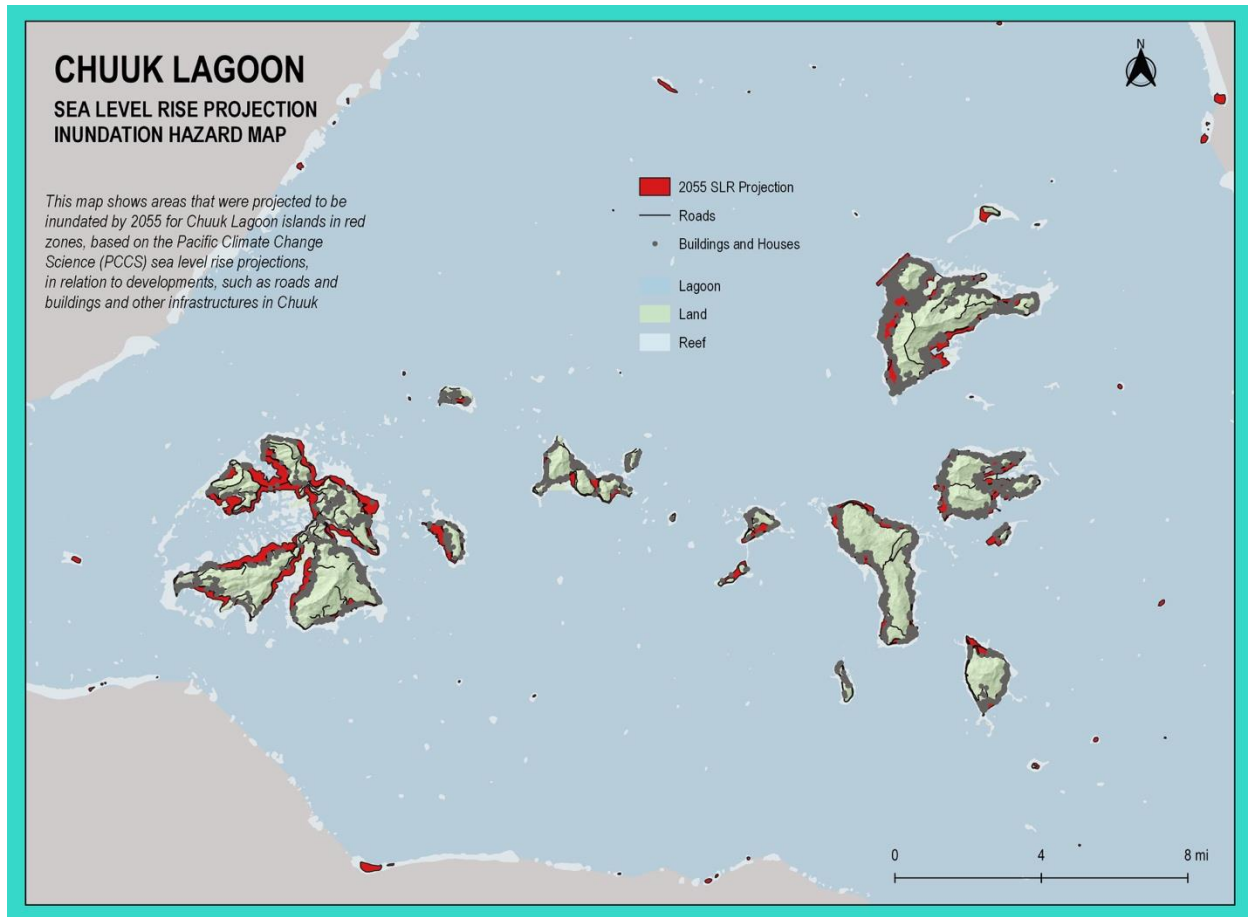 CHUUK LAGOON
SEA LEVEL RISE PROJECTION
INUNDATION HAZARD MAP
This map shows areas that were projected to be
inundated by 2055 for Chuuk Lagoon islands in red
zones, based on the Pacific Climate Change
Science (PCCS) sea level rise projections,
in relation to developments, such as roads and
buildings and other infrastructures in Chuuk
N
2055 SLR Projection
Roads
Buildings and Houses
Lagoon
Land
Reef
0 4 8 mi